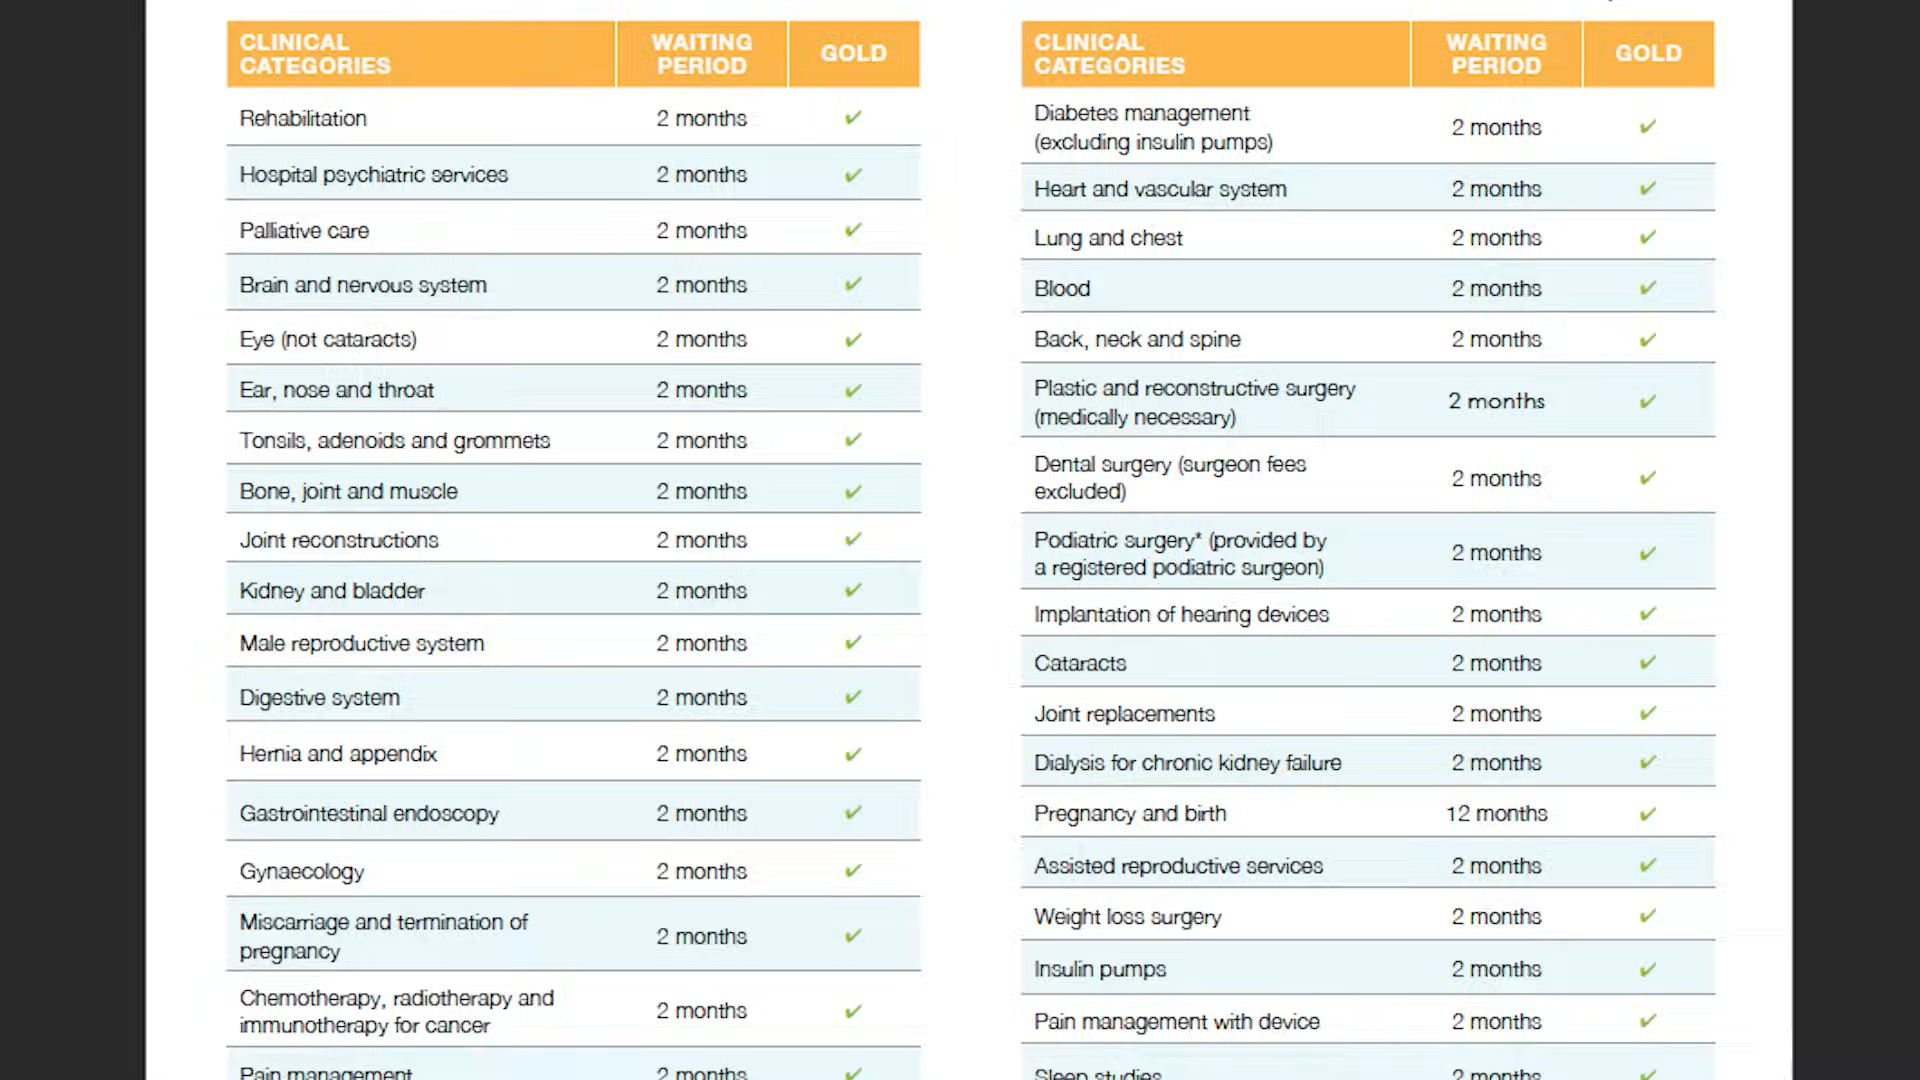 CLINICAL
CATEGORIES
WAITING
PERIOD
GOLD
Rehabilitation 2 months ✓
Hospital psychiatric services 2 months ✓
Palliative care 2 months ✓
Brain and nervous system 2 months ✓
Eye (not cataracts) 2 months ✓
Ear, nose and throat 2 months ✓
Tonsils, adenoids and grommets 2 months ✓
Bone, joint and muscle 2 months ✓
Joint reconstructions 2 months ✓
Kidney and bladder 2 months ✓
Male reproductive system 2 months ✓
Digestive system 2 months ✓
Hernia and appendix 2 months ✓
Gastrointestinal endoscopy 2 months ✓
Gynaecology 2 months ✓
Miscarriage and termination of
pregnancy
2 months ✓
Chemotherapy, radiotherapy and
immunotherapy for cancer
2 months ✓
Pain management 2 months ✓
CLINICAL
CATEGORIES
WAITING
PERIOD
GOLD
Diabetes management
(excluding insulin pumps)
2 months ✓
Heart and vascular system 2 months ✓
Lung and chest 2 months ✓
Blood 2 months ✓
Back, neck and spine 2 months ✓
Plastic and reconstructive surgery
(medically necessary)
2 months ✓
Dental surgery (surgeon fees
excluded)
2 months ✓
Podiatric surgery* (provided by
a registered podiatric surgeon)
2 months ✓
Implantation of hearing devices 2 months ✓
Cataracts 2 months ✓
Joint replacements 2 months ✓
Dialysis for chronic kidney failure 2 months ✓
Pregnancy and birth 12 months ✓
Assisted reproductive services 2 months ✓
Weight loss surgery 2 months ✓
Insulin pumps 2 months ✓
Pain management with device 2 months ✓
Sleep studies 2 months ✓